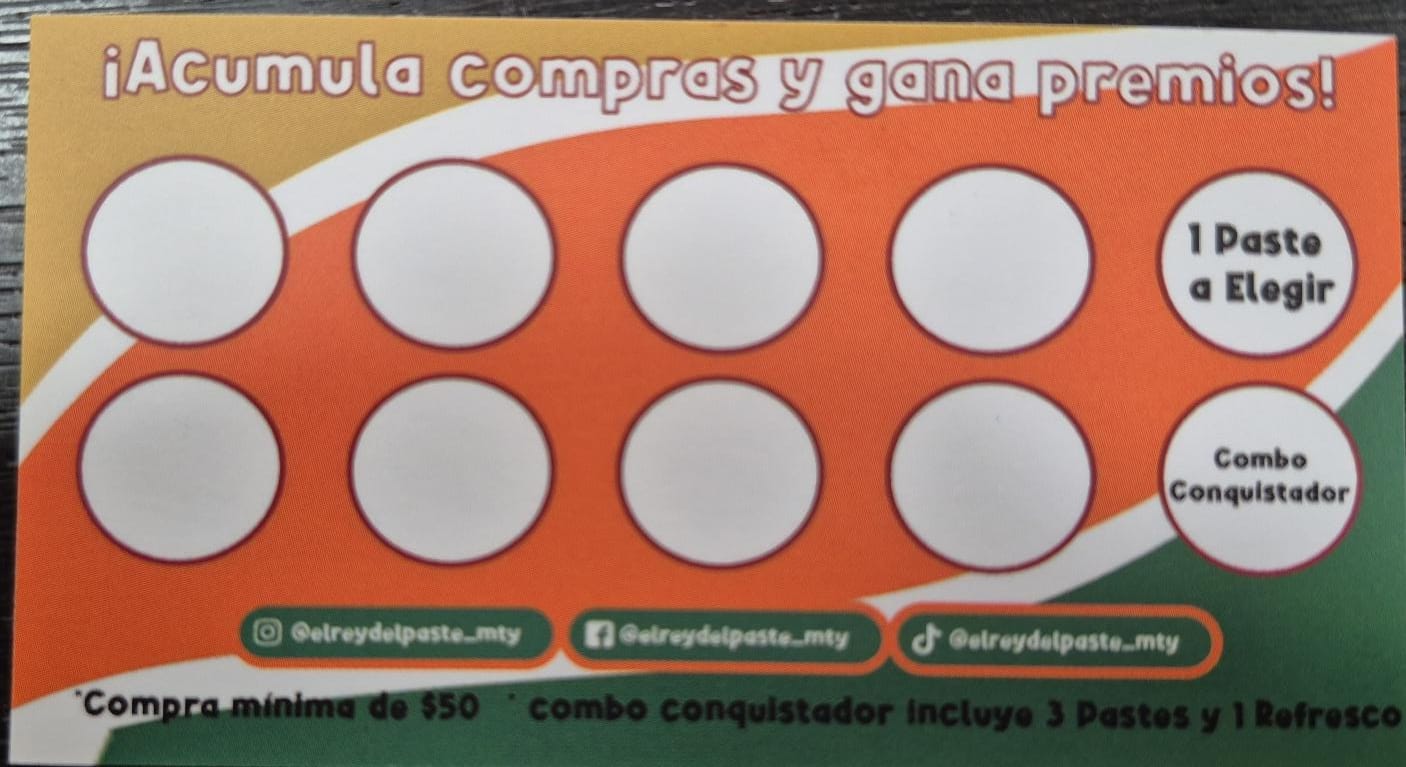 ¡Acumula compras y gana premios!
1 Paste
a Elegir
Combo
Conquistador
@elreydelpaste_mty @elreydelpaste_mty @elreydelpaste_mty
*Compra mínima de $50 * combo conquistador incluye 3 Pastes y 1 Refresco